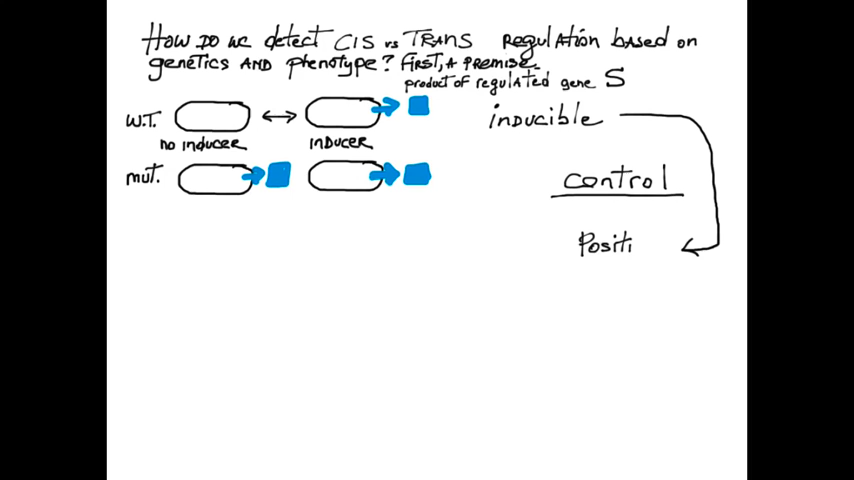 How do we detect CIS vs TRANS regulation based on
genetics and phenotype? First, a premise.
product of regulated gene S
W.T.
inducible
no inducer
inducer
mut.
control
Positi